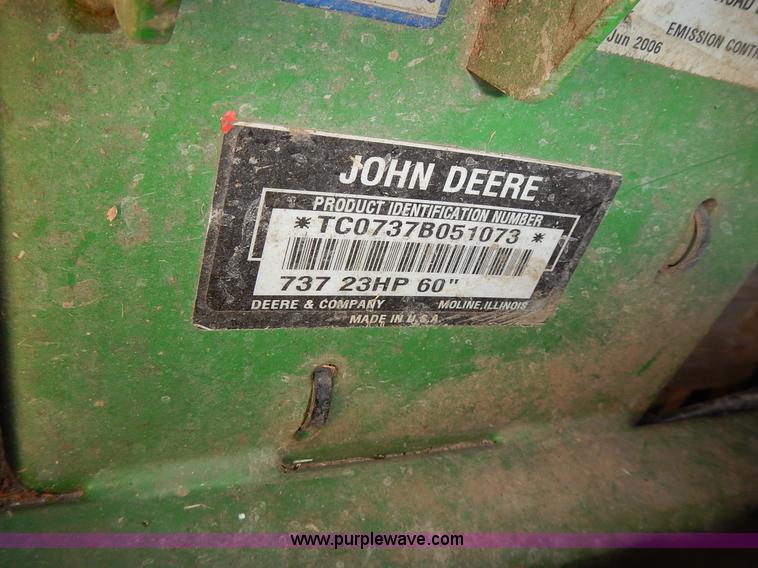 Jun 2006
EMISSION CONTR
JOHN DEERE
PRODUCT IDENTIFICATION NUMBER
* TC0737B051073 *
737 23HP 60"
DEERE & COMPANY MOLINE, ILLINOIS
MADE IN U.S.A.
www.purplewave.com